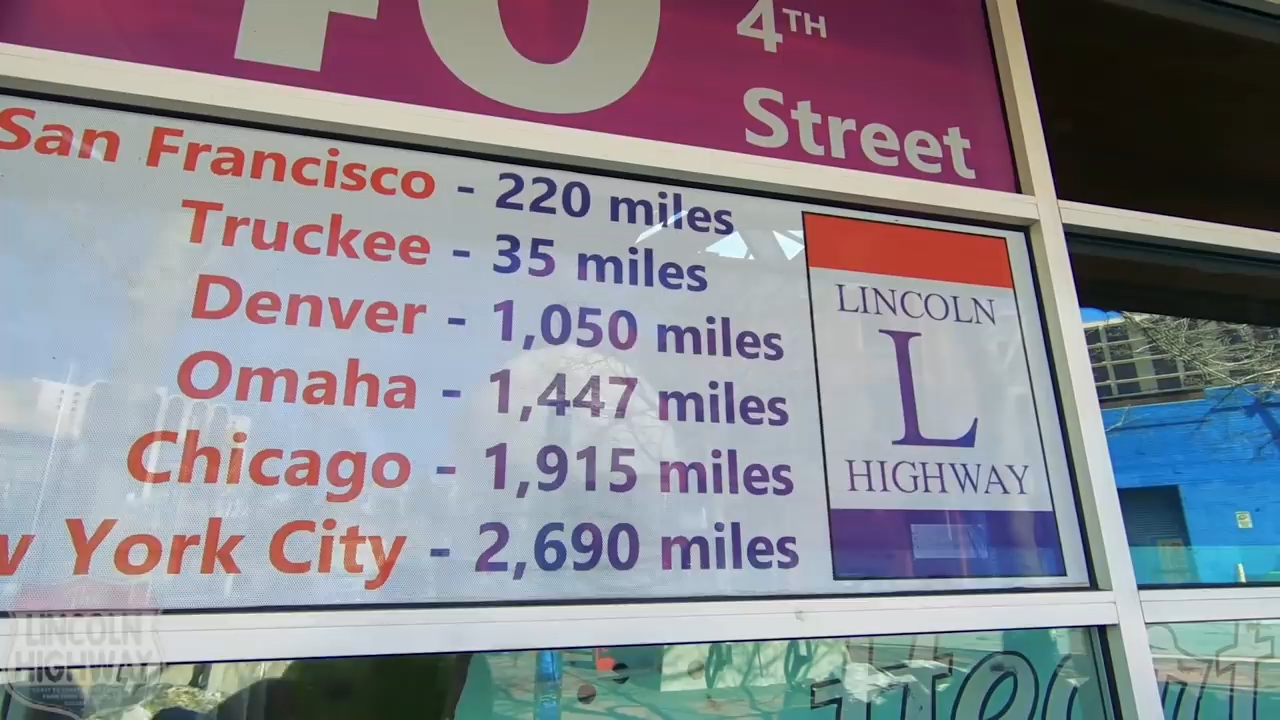 4TH
Street
San Francisco - 220 miles
Truckee - 35 miles
Denver - 1,050 miles
Omaha - 1,447 miles
Chicago - 1,915 miles
York City - 2,690 miles
LINCOLN
L
HIGHWAY
LINCOLN
HIGHWAY